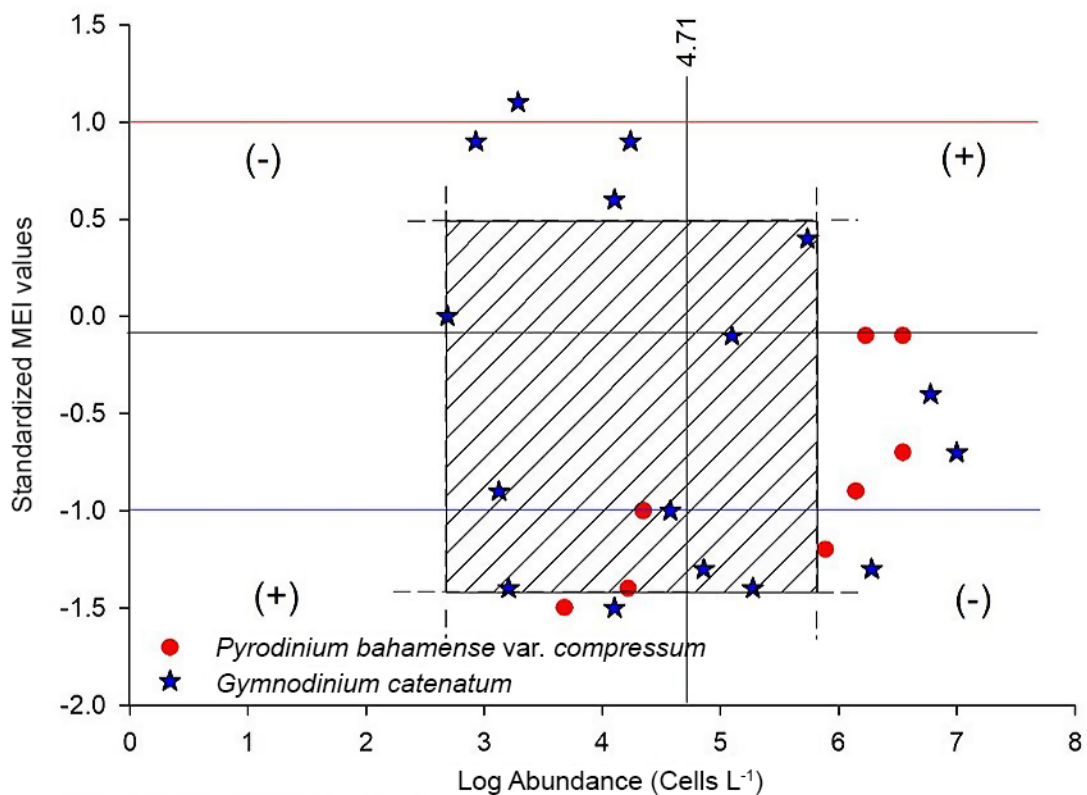 1.5
1.0
0.5
0.0
-0.5
-1.0
-1.5
-2.0
Standardized MEI values
4.71
(-)
(+)
(+)
(-)
Pyrodinium bahamense var. compressum
Gymnodinium catenatum
0 1 2 3 4 5 6 7 8
Log Abundance (Cells L⁻¹)